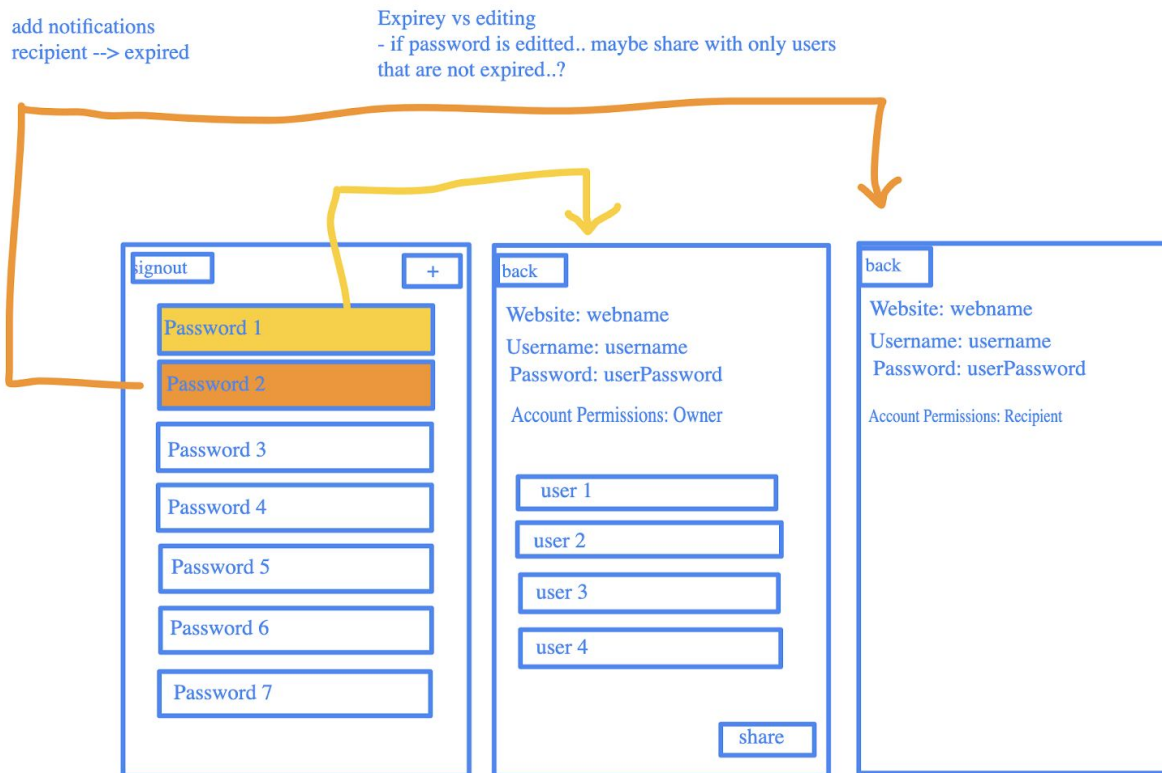 add notifications
recipient --> expired
Expirey vs editing
- if password is editted.. maybe share with only users
that are not expired..?
signout
+
Password 1
Password 2
Password 3
Password 4
Password 5
Password 6
Password 7
back
Website: webname
Username: username
Password: userPassword
Account Permissions: Owner
user 1
user 2
user 3
user 4
share
back
Website: webname
Username: username
Password: userPassword
Account Permissions: Recipient